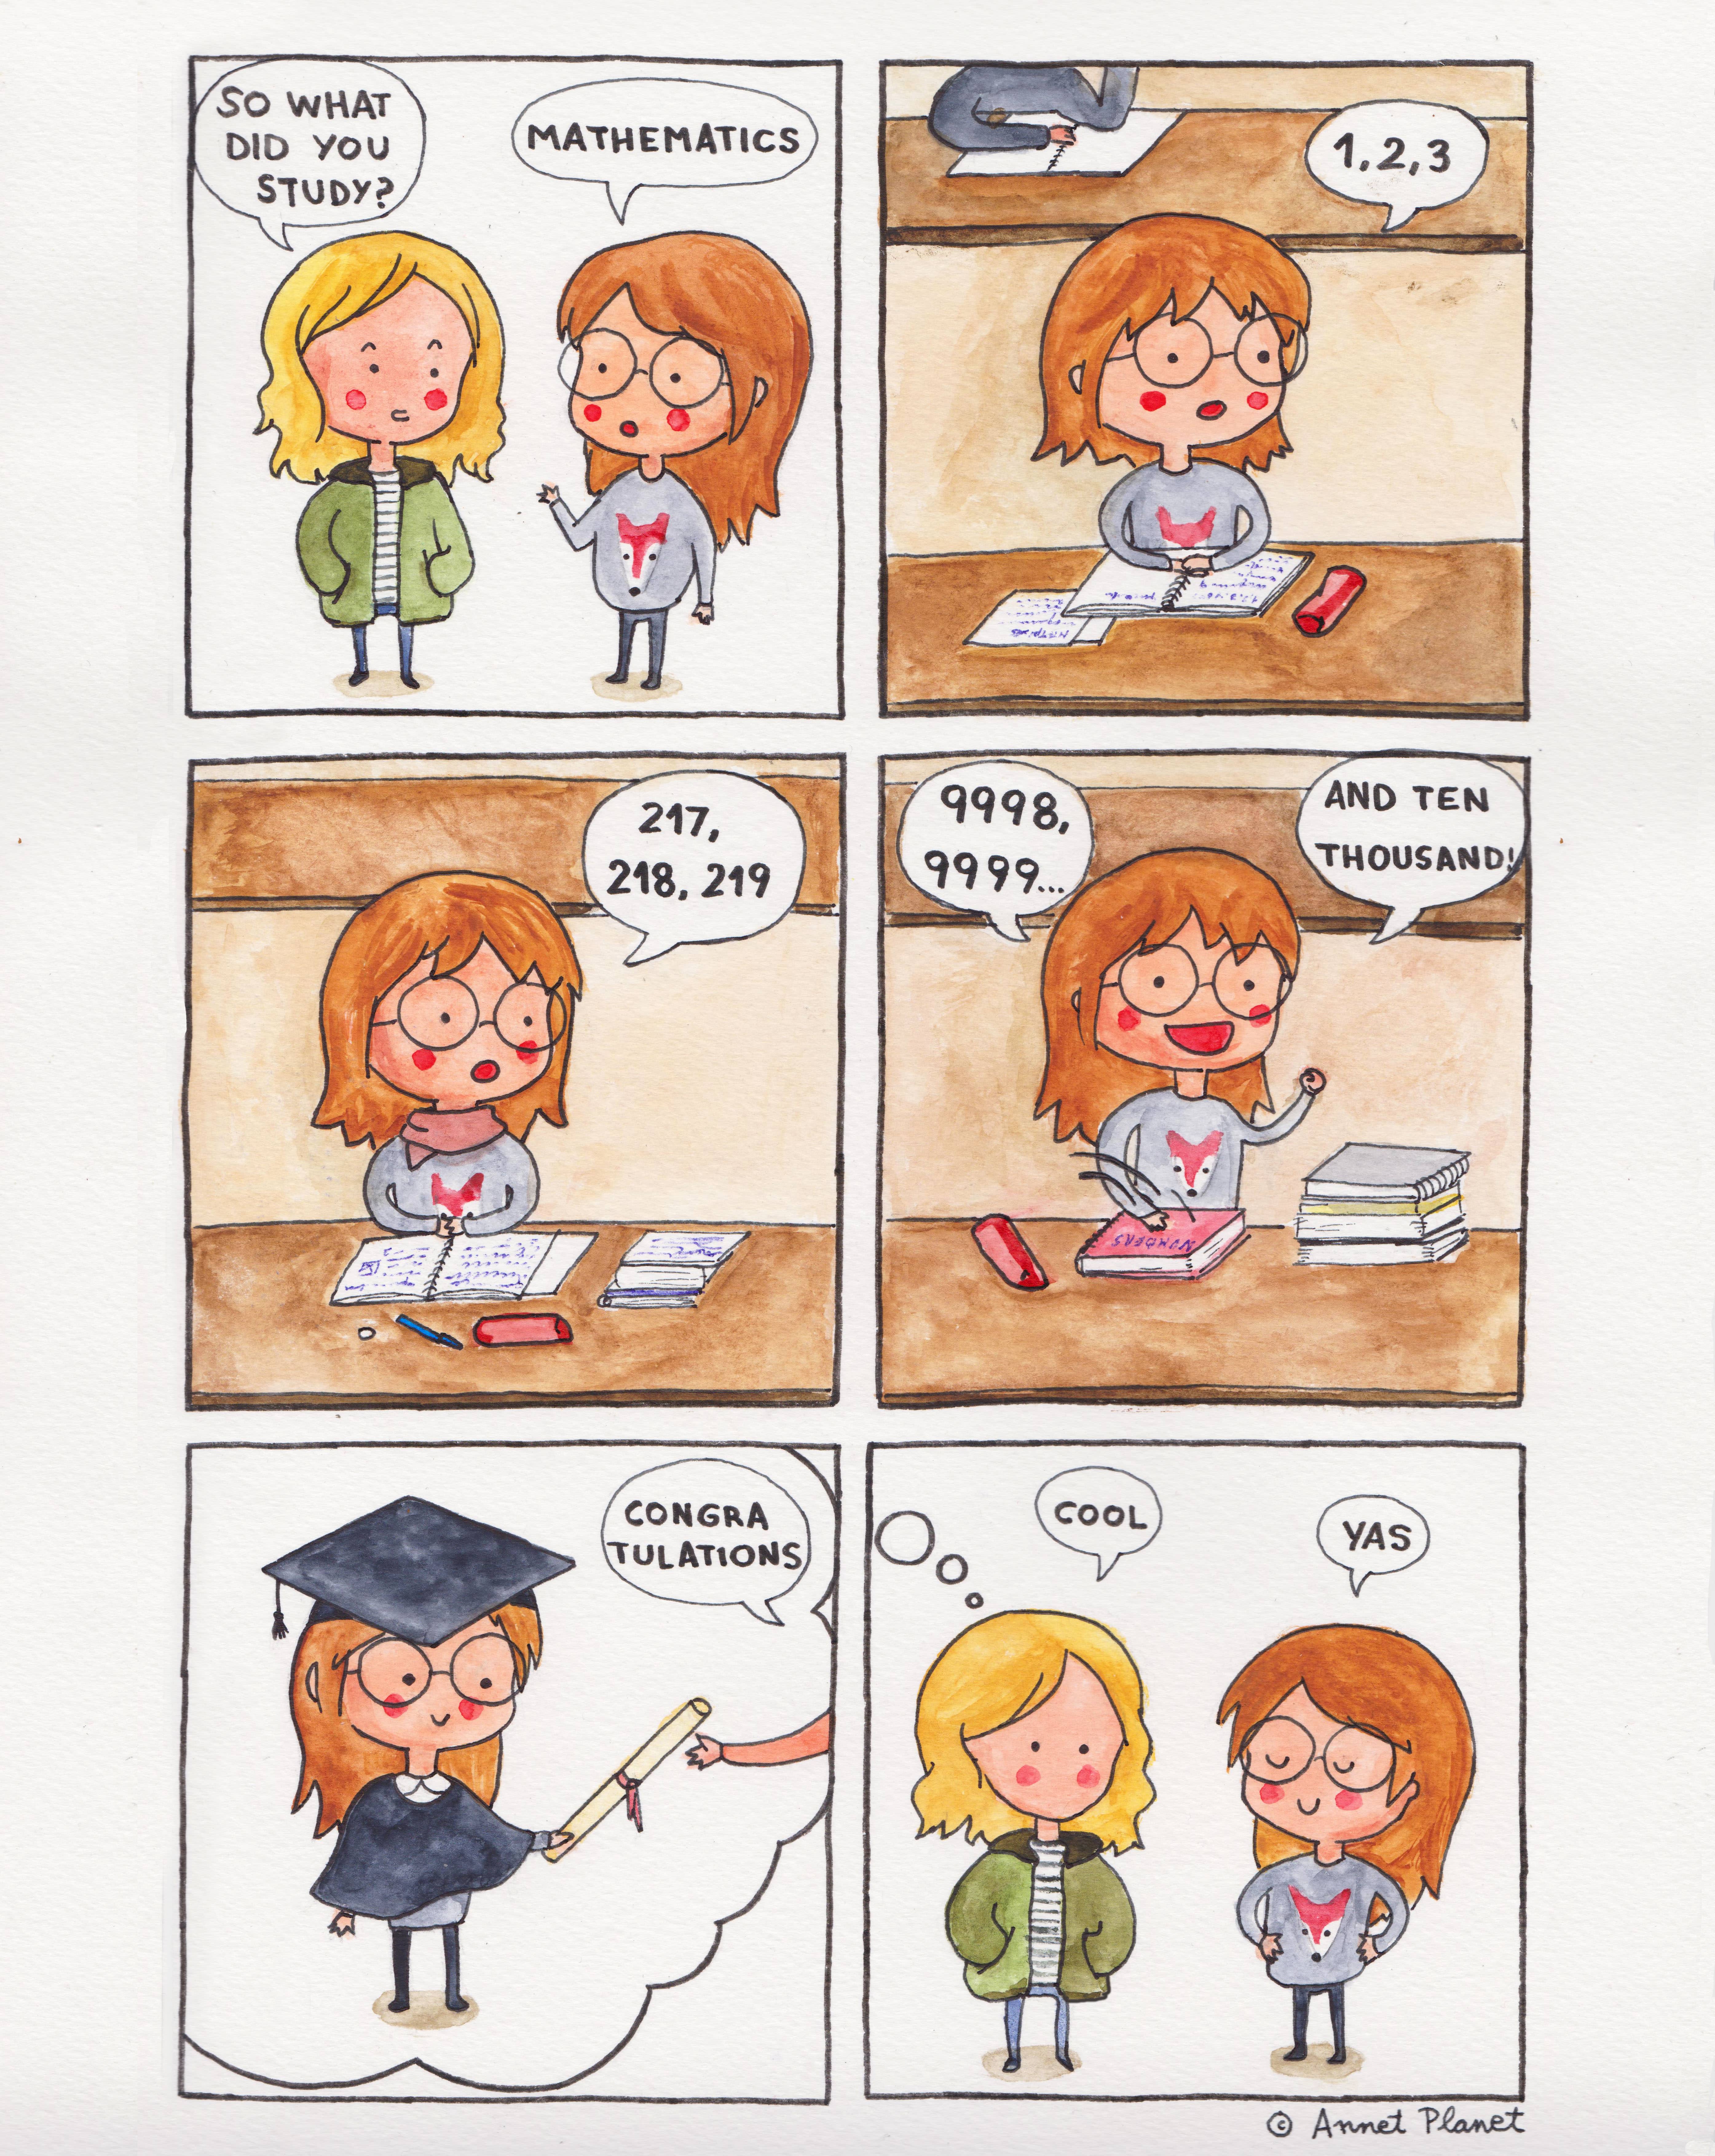 SO WHAT
DID YOU
STUDY?
MATHEMATICS
1,2,3
217,
218, 219
9998,
9999...
AND TEN
THOUSAND!
NUMBERS
CONGRA
TULATIONS
COOL
YAS
© Annet Planet